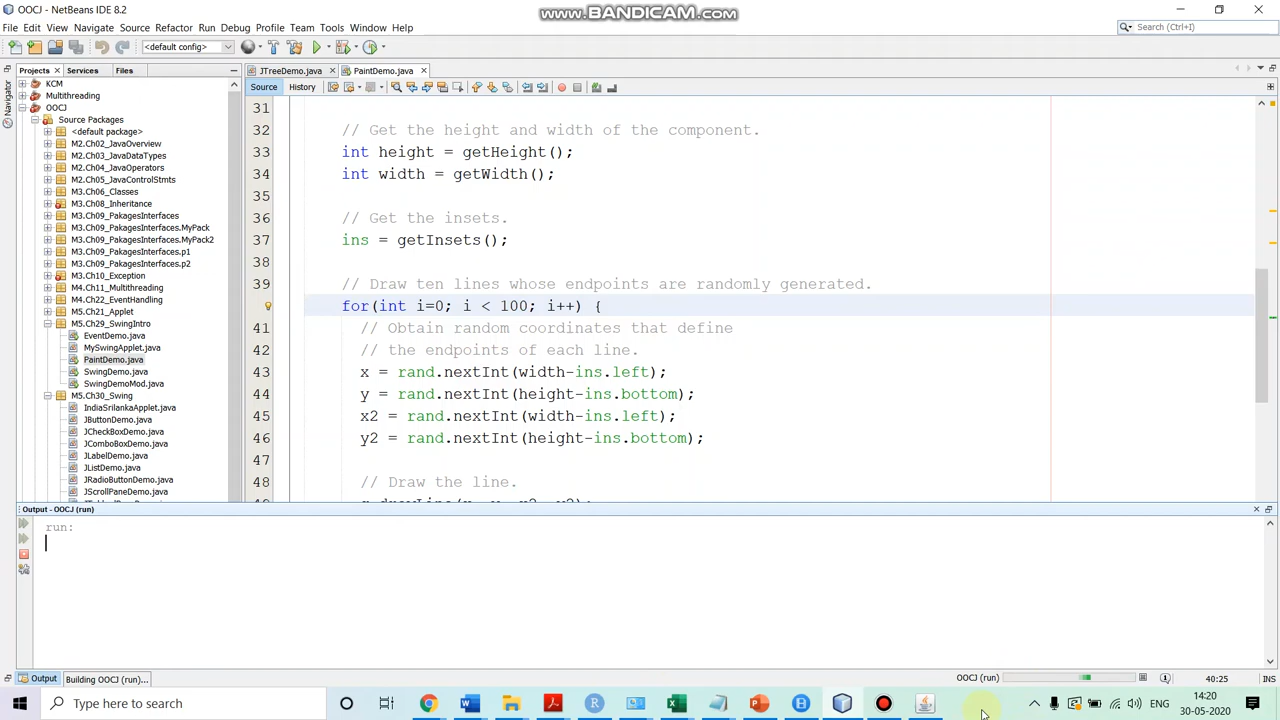 OOCJ - NetBeans IDE 8.2
www.BANDICAM.com
File Edit View Navigate Source Refactor Run Debug Profile Team Tools Window Help
Search (Ctrl+I)
<default config>
Projects Services Files
JTreeDemo.java PaintDemo.java
Source History
Navigator
KCM
Multithreading
OOCJ
Source Packages
<default package>
M2.Ch02_JavaOverview
M2.Ch03_JavaDataTypes
M2.Ch04_JavaOperators
M2.Ch05_JavaControlStmts
M3.Ch06_Classes
M3.Ch08_Inheritance
M3.Ch09_PakagesInterfaces
M3.Ch09_PakagesInterfaces.MyPack
M3.Ch09_PakagesInterfaces.MyPack2
M3.Ch09_PakagesInterfaces.p1
M3.Ch09_PakagesInterfaces.p2
M3.Ch10_Exception
M4.Ch11_Multithreading
M4.Ch22_EventHandling
M5.Ch21_Applet
M5.Ch29_SwingIntro
EventDemo.java
MySwingApplet.java
PaintDemo.java
SwingDemo.java
SwingDemoMod.java
M5.Ch30_Swing
IndiaSrilankaApplet.java
JButtonDemo.java
JCheckBoxDemo.java
JComboBoxDemo.java
JLabelDemo.java
JListDemo.java
JRadioButtonDemo.java
JScrollPaneDemo.java
31
32 // Get the height and width of the component.
33 int height = getHeight();
34 int width = getWidth();
35
36 // Get the insets.
37 ins = getInsets();
38
39 // Draw ten lines whose endpoints are randomly generated.
for(int i=0; i < 100; i++) {
41 // Obtain random coordinates that define
42 // the endpoints of each line.
43 x = rand.nextInt(width-ins.left);
44 y = rand.nextInt(height-ins.bottom);
45 x2 = rand.nextInt(width-ins.left);
46 y2 = rand.nextInt(height-ins.bottom);
47
48 // Draw the line.
Output - OOCJ (run)
run:
Output Building OOCJ (run)...
OOCJ (run)
40:25 INS
Type here to search
ENG
14:20
30-05-2020